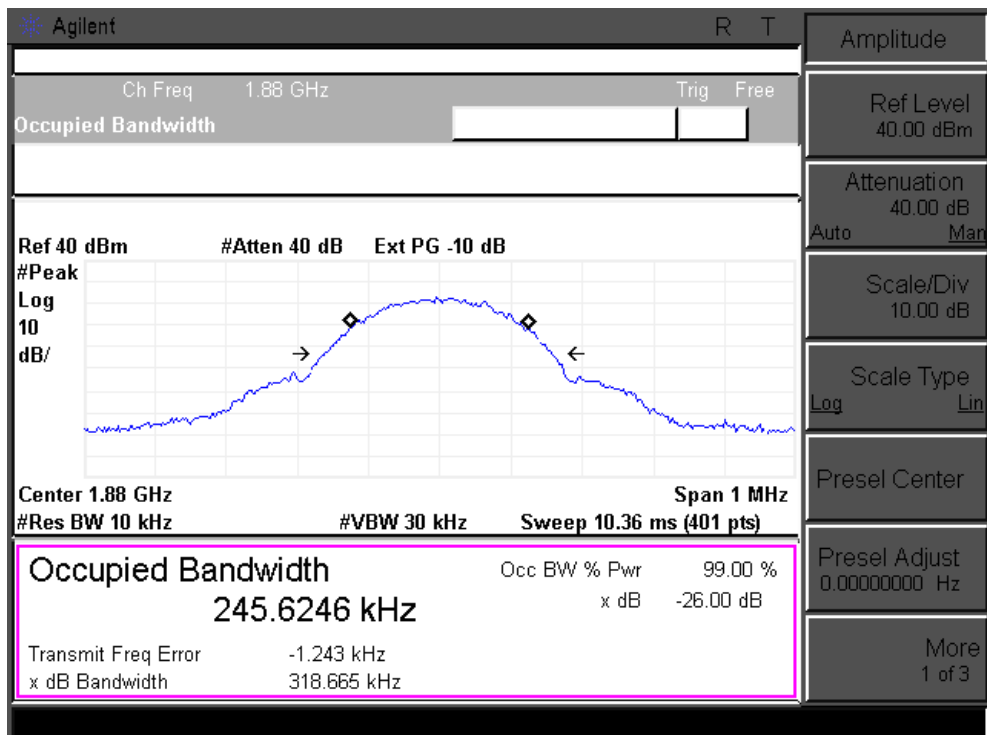 Agilent R T
Ch Freq 1.88 GHz Trig Free
Occupied Bandwidth
Ref 40 dBm #Atten 40 dB Ext PG -10 dB
#Peak
Log
10
dB/
Center 1.88 GHz Span 1 MHz
#Res BW 10 kHz #VBW 30 kHz Sweep 10.36 ms (401 pts)
Occupied Bandwidth Occ BW % Pwr 99.00 %
245.6246 kHz x dB -26.00 dB
Transmit Freq Error -1.243 kHz
x dB Bandwidth 318.665 kHz
Amplitude
Ref Level
40.00 dBm
Attenuation
40.00 dB
Auto Man
Scale/Div
10.00 dB
Scale Type
Log Lin
Presel Center
Presel Adjust
0.00000000 Hz
More
1 of 3